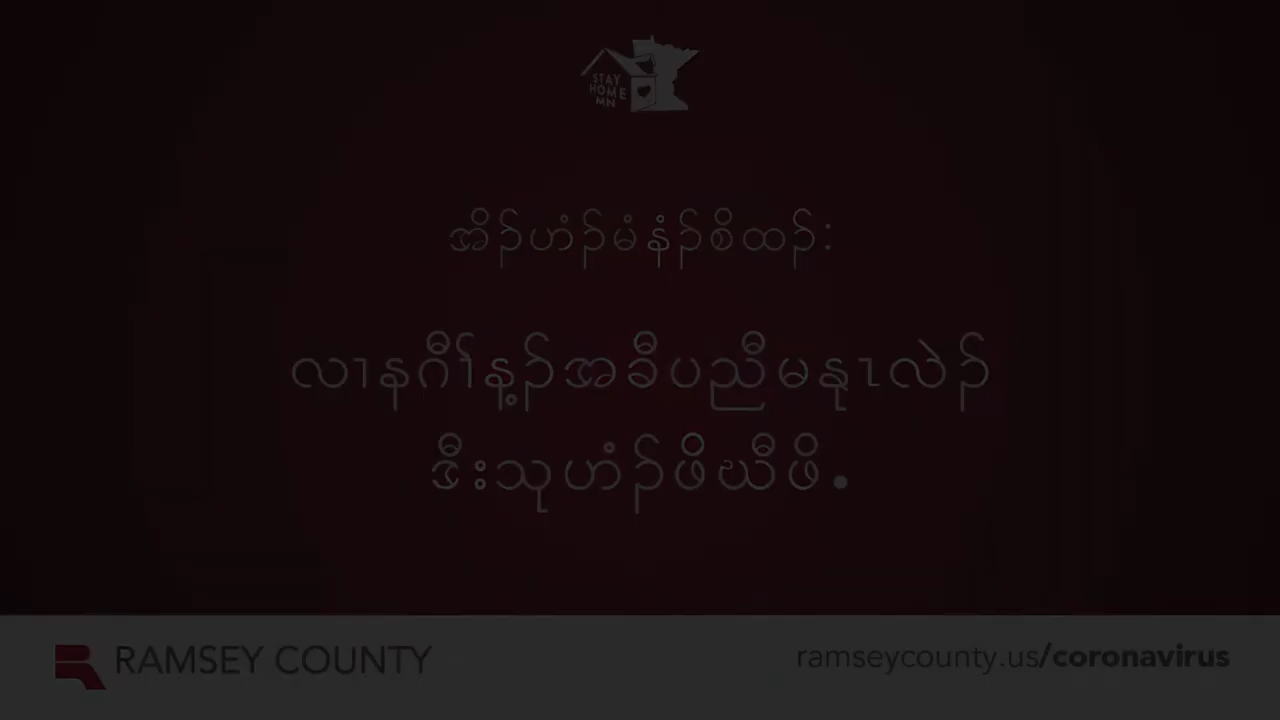 STAY
HOME
MN
အိၣ်ဟံၣ်မံနံၣ်စိထၣ်း
လၢနဂီၢ်န့ၣ်အခီပညီမနုၤလဲၣ်
ဒီးသုဟံၣ်ဖိဃီဖိ.
RAMSEY COUNTY
ramseycounty.us/coronavirus